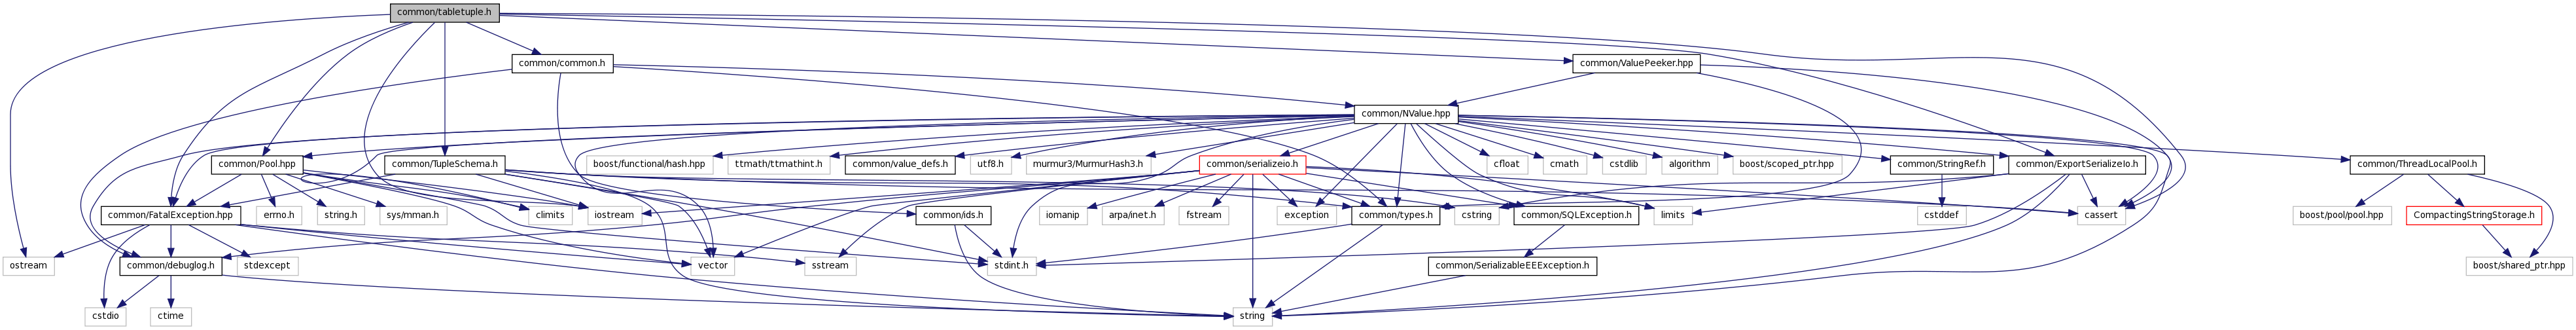 common/tabletuple.h
common/common.h
common/ValuePeeker.hpp
common/NValue.hpp
common/Pool.hpp
common/TupleSchema.h
boost/functional/hash.hpp
ttmath/ttmathint.h
common/value_defs.h
utf8.h
murmur3/MurmurHash3.h
common/serializeio.h
cfloat
cmath
cstdlib
algorithm
boost/scoped_ptr.hpp
common/StringRef.h
common/ExportSerializeIo.h
common/ThreadLocalPool.h
common/FatalException.hpp
errno.h
string.h
sys/mman.h
climits
iostream
common/ids.h
iomanip
arpa/inet.h
fstream
exception
common/types.h
cstring
common/SQLException.h
limits
cstddef
cassert
boost/pool/pool.hpp
CompactingStringStorage.h
ostream
common/debuglog.h
stdexcept
vector
sstream
stdint.h
common/SerializableEEException.h
boost/shared_ptr.hpp
cstdio
ctime
string